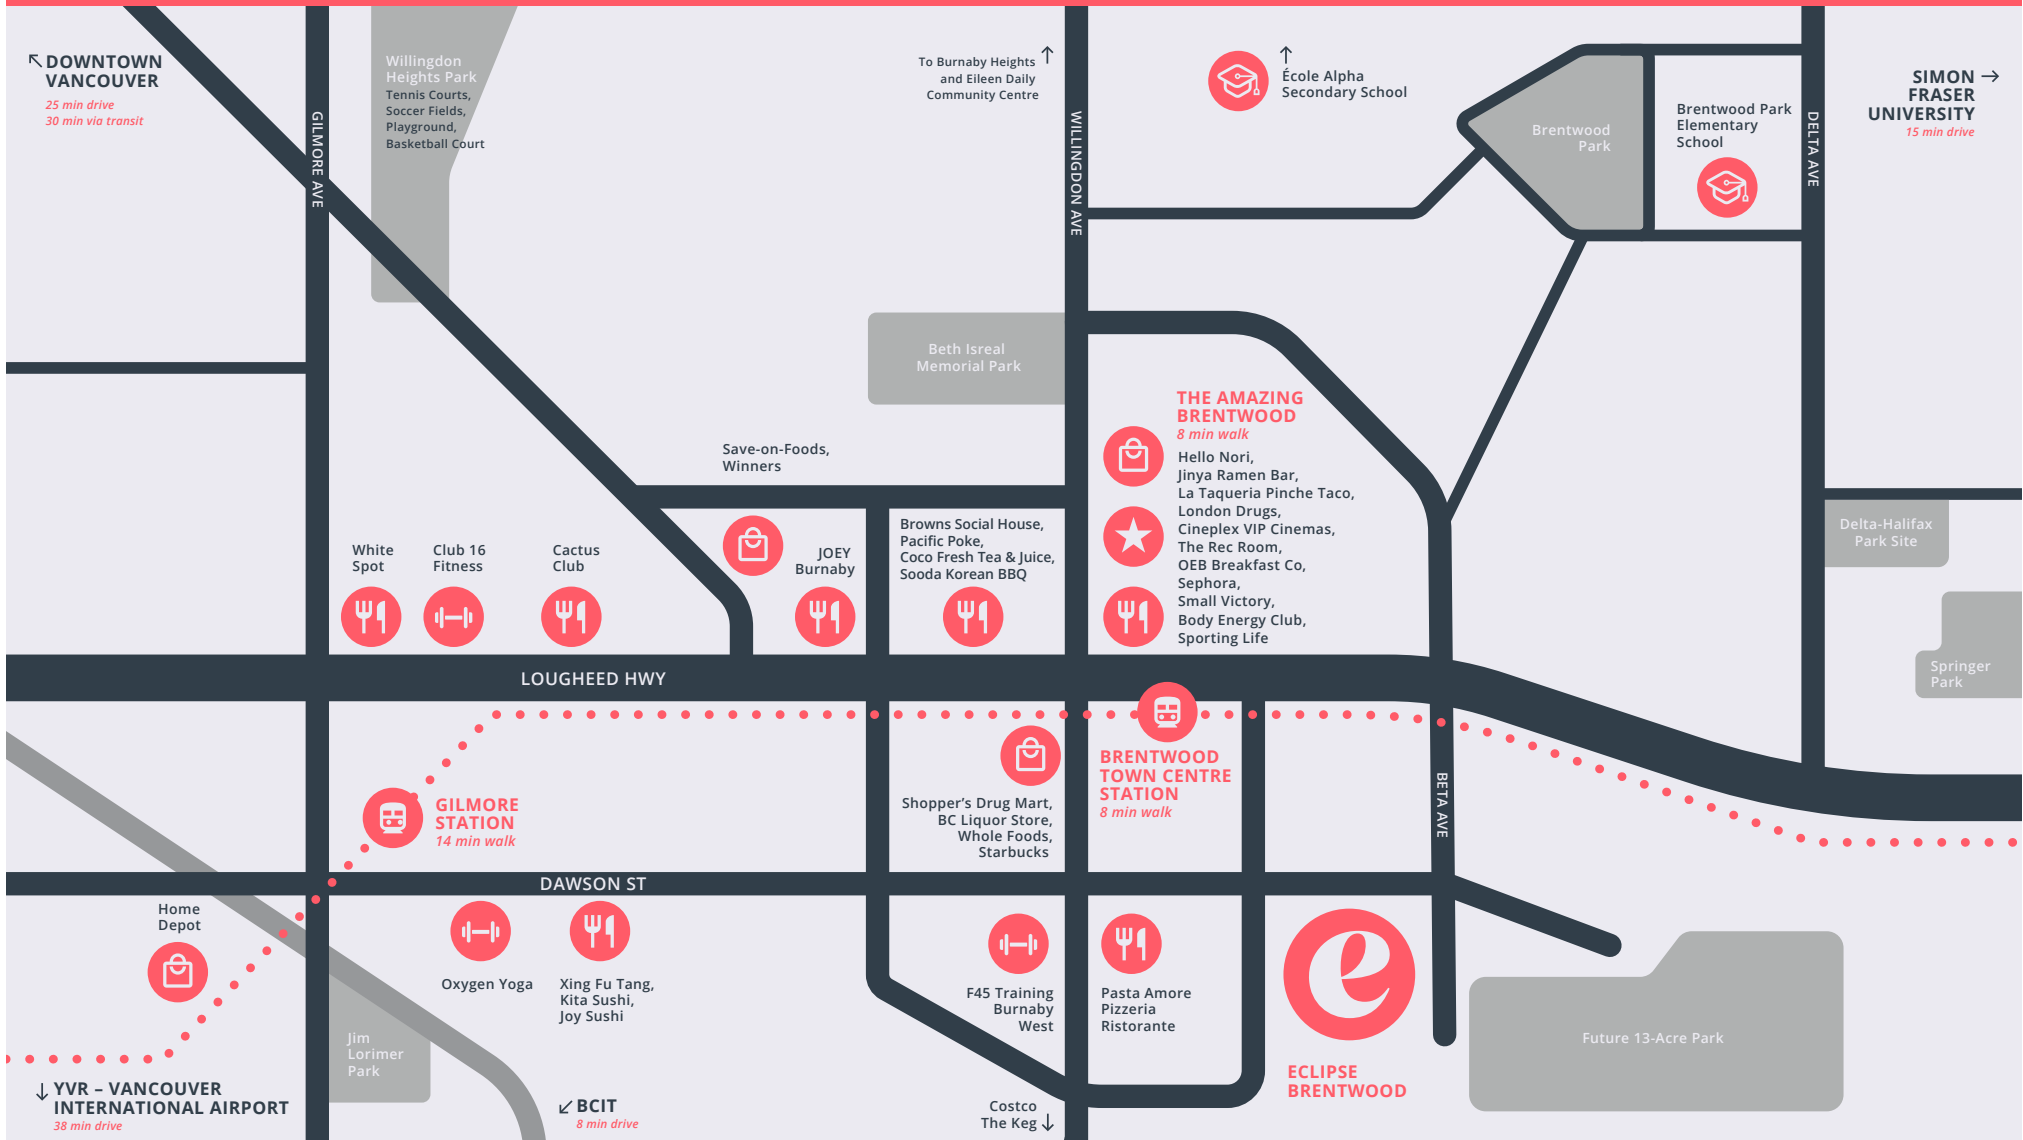 DOWNTOWN
VANCOUVER
25 min drive
30 min via transit
GILMORE AVE
Willingdon
Heights Park
Tennis Courts,
Soccer Fields,
Playground,
Basketball Court
To Burnaby Heights
and Eileen Daily
Community Centre
WILLINGDON AVE
École Alpha
Secondary School
Brentwood
Park
Brentwood Park
Elementary
School
DELTA AVE
SIMON
FRASER
UNIVERSITY
15 min drive
Beth Isreal
Memorial Park
THE AMAZING
BRENTWOOD
8 min walk
Hello Nori,
Jinya Ramen Bar,
La Taqueria Pinche Taco,
London Drugs,
Cineplex VIP Cinemas,
The Rec Room,
OEB Breakfast Co,
Sephora,
Small Victory,
Body Energy Club,
Sporting Life
Save-on-Foods,
Winners
White
Spot
Club 16
Fitness
Cactus
Club
JOEY
Burnaby
Browns Social House,
Pacific Poke,
Coco Fresh Tea & Juice,
Sooda Korean BBQ
Delta-Halifax
Park Site
Springer
Park
LOUGHEED HWY
GILMORE
STATION
14 min walk
Shopper's Drug Mart,
BC Liquor Store,
Whole Foods,
Starbucks
BRENTWOOD
TOWN CENTRE
STATION
8 min walk
BETA AVE
DAWSON ST
Home
Depot
Oxygen Yoga
Xing Fu Tang,
Kita Sushi,
Joy Sushi
F45 Training
Burnaby
West
Pasta Amore
Pizzeria
Ristorante
e
ECLIPSE
BRENTWOOD
Future 13-Acre Park
Jim
Lorimer
Park
YVR – VANCOUVER
INTERNATIONAL AIRPORT
38 min drive
BCIT
8 min drive
Costco
The Keg